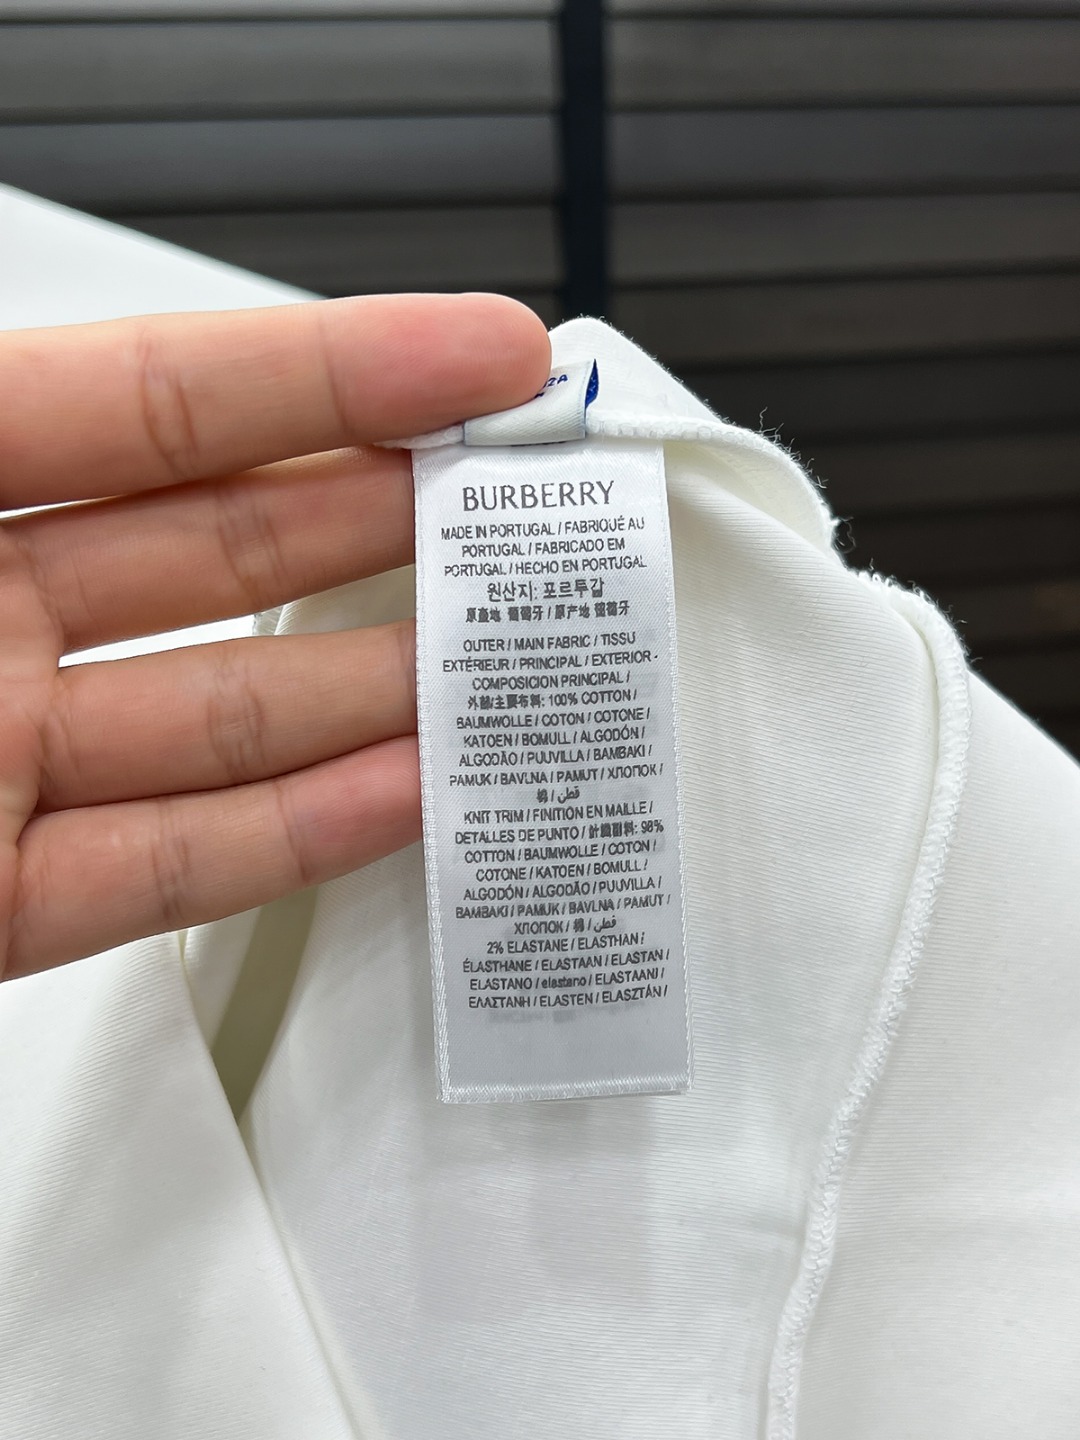 2A
BURBERRY
MADE IN PORTUGAL / FABRIQUÉ AU
PORTUGAL / FABRICADO EM
PORTUGAL / HECHO EN PORTUGAL
원산지: 포르투갈
原產地 葡萄牙 / 原产地 葡萄牙
OUTER / MAIN FABRIC / TISSU
EXTÉRIEUR / PRINCIPAL / EXTERIOR -
COMPOSICION PRINCIPAL /
外部/主要布料: 100% COTTON /
BAUMWOLLE / COTON / COTONE /
KATOEN / BOMULL / ALGODÓN /
ALGODÃO / PUUVILLA / BAMBAKI /
PAMUK / BAVLNA / PAMUT / ХЛОПОК /
棉 / قطن /
KNIT TRIM / FINITION EN MAILLE /
DETALLES DE PUNTO / 針織面料: 98%
COTTON / BAUMWOLLE / COTON /
COTONE / KATOEN / BOMULL /
ALGODÓN / ALGODÃO / PUUVILLA /
BAMBAKI / PAMUK / BAVLNA / PAMUT /
ХЛОПОК / 棉 / قطن /
2% ELASTANE / ELASTHAN /
ÉLASTHANE / ELASTAAN / ELASTAN /
ELASTANO / elastano / ELASTAANI /
ΕΛΑΣΤΑΝΗ / ELASTEN / ELASZTÁN /